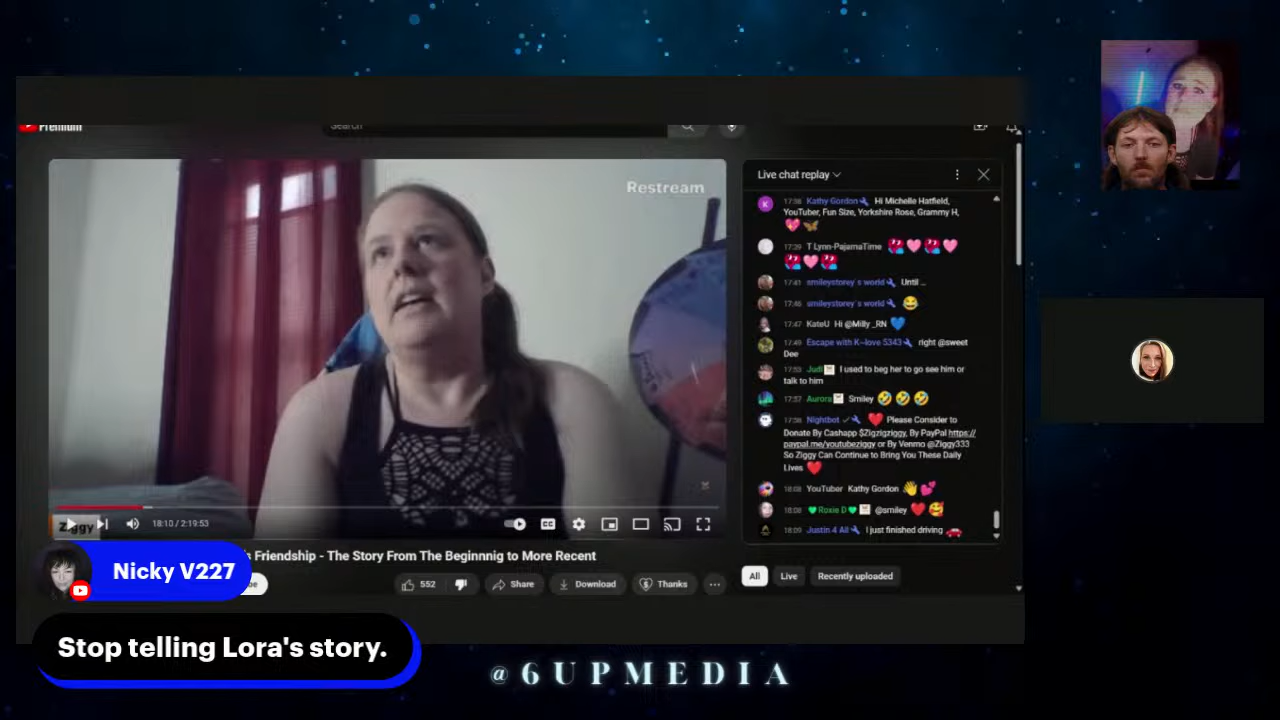 Premium
Search
Restream
Ziggy
18:10 / 2:19:53
CC
Friendship - The Story From The Beginnnig to More Recent
552
Share
Download
Thanks
Live chat replay
17:38 Kathy Gordon Hi Michelle Hatfield,
YouTuber, Fun Size, Yorkshire Rose, Grammy H,
17:39 T Lynn-PajamaTime
17:41 smileystorey´s world Until ..
17:46 smileystorey´s world
17:47 KateU Hi @Milly _RN
17:49 Escape with K-love 5343 right @sweet
Dee
17:53 Judi I used to beg her to go see him or
talk to him
17:57 Aurora Smiley
17:58 Nightbot Please Consider to
Donate By Cashapp $Zigzigziggy, By PayPal https://
paypal.me/youtubeziggy or By Venmo @Ziggy333
So Ziggy Can Continue to Bring You These Daily
Lives
18:08 YouTuber Kathy Gordon
18:08 Roxie D @smiley
18:09 Justin 4 All I just finished driving
All
Live
Recently uploaded
Nicky V227
Stop telling Lora's story.
@6UPMEDIA